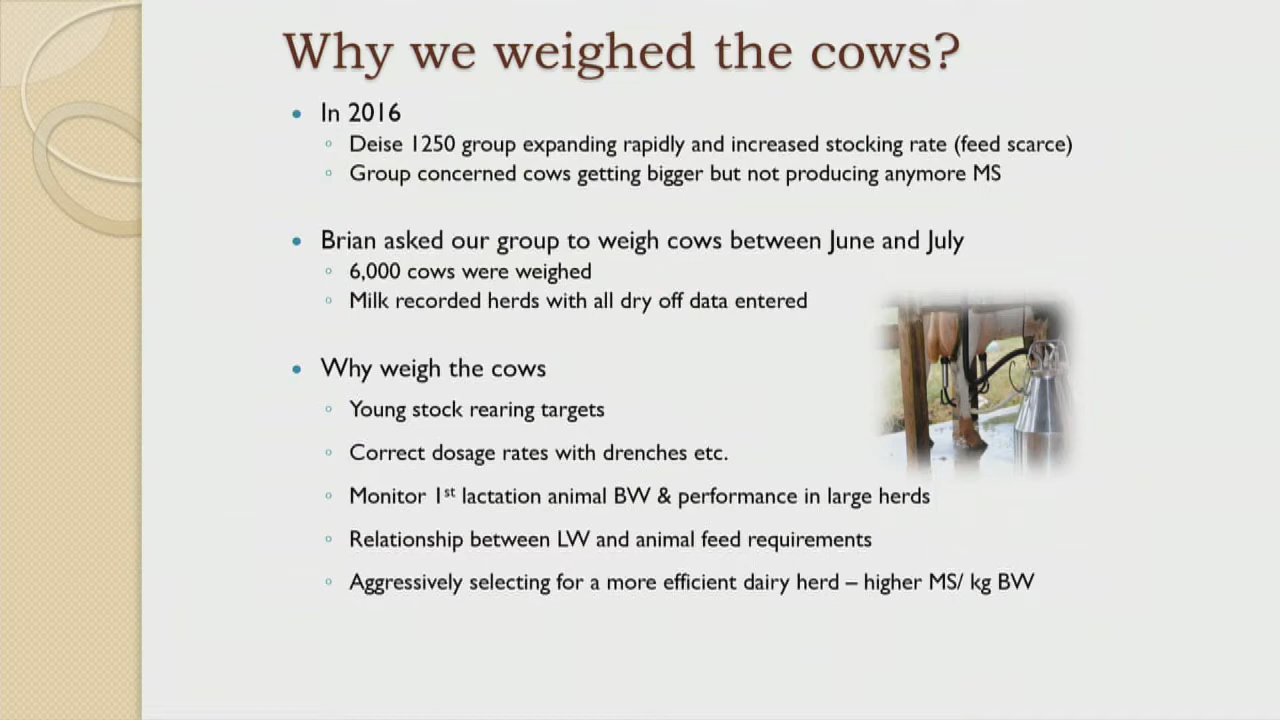 Why we weighed the cows?
• In 2016
◦ Deise 1250 group expanding rapidly and increased stocking rate (feed scarce)
◦ Group concerned cows getting bigger but not producing anymore MS
• Brian asked our group to weigh cows between June and July
◦ 6,000 cows were weighed
◦ Milk recorded herds with all dry off data entered
• Why weigh the cows
◦ Young stock rearing targets
◦ Correct dosage rates with drenches etc.
◦ Monitor 1st lactation animal BW & performance in large herds
◦ Relationship between LW and animal feed requirements
◦ Aggressively selecting for a more efficient dairy herd – higher MS/ kg BW